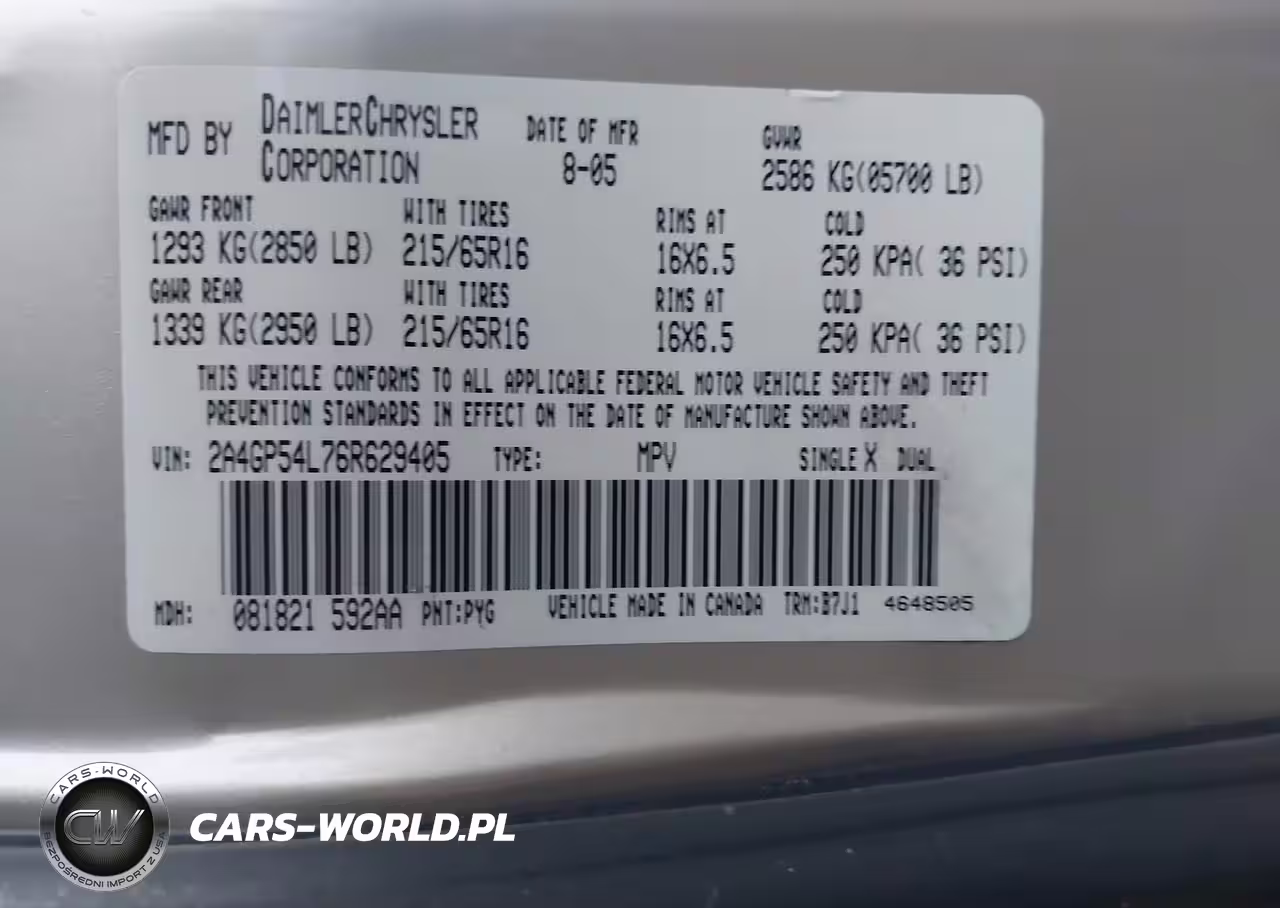 MFD BY DAIMLERCHRYSLER CORPORATION DATE OF MFR 8-05 GVWR 2586 KG(05700 LB)
GAWR FRONT WITH TIRES RIMS AT COLD
1293 KG(2850 LB) 215/65R16 16X6.5 250 KPA( 36 PSI)
GAWR REAR WITH TIRES RIMS AT COLD
1339 KG(2950 LB) 215/65R16 16X6.5 250 KPA( 36 PSI)
THIS VEHICLE CONFORMS TO ALL APPLICABLE FEDERAL MOTOR VEHICLE SAFETY AND THEFT
PREVENTION STANDARDS IN EFFECT ON THE DATE OF MANUFACTURE SHOWN ABOVE.
VIN: 2A4GP54L76R629405 TYPE: MPV SINGLE X DUAL
MDH: 081821 592AA PNT:PYG VEHICLE MADE IN CANADA TRM:B7J1 4648505
CARS-WORLD
CW
BEZPOŚREDNI IMPORT Z USA
CARS-WORLD.PL